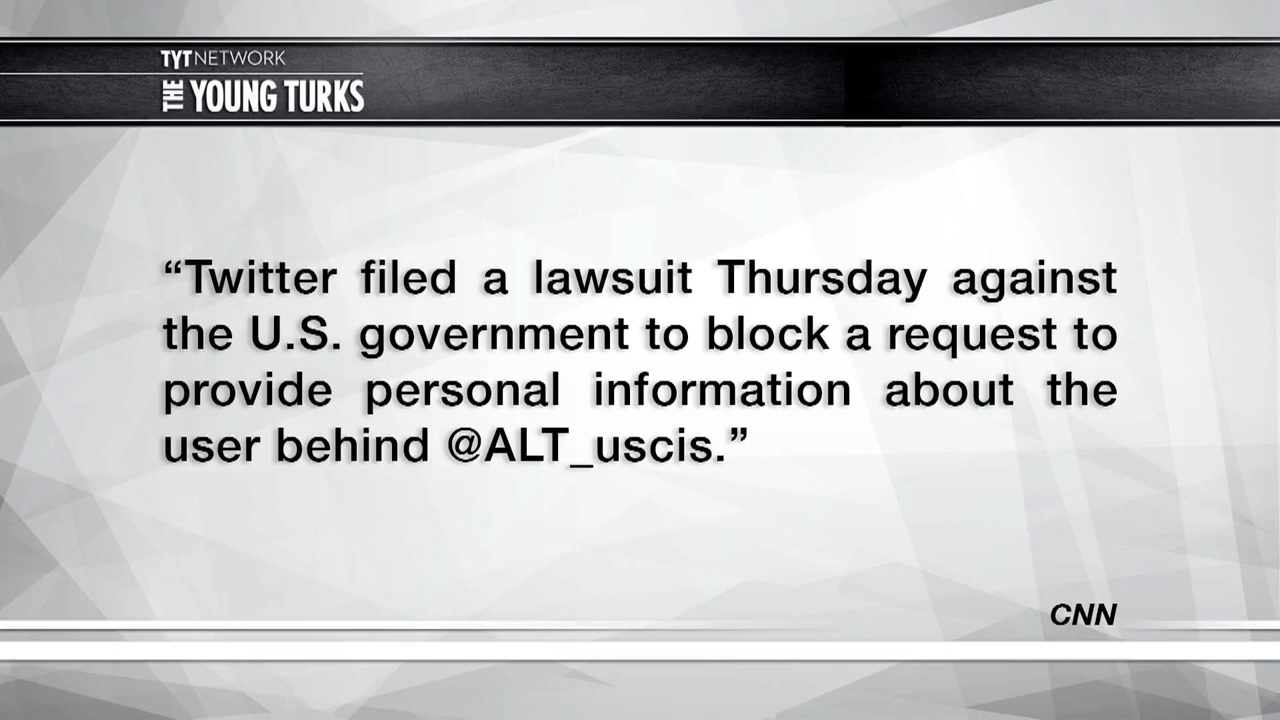 TYT NETWORK
THE YOUNG TURKS
“Twitter filed a lawsuit Thursday against
the U.S. government to block a request to
provide personal information about the
user behind @ALT_uscis.”
CNN